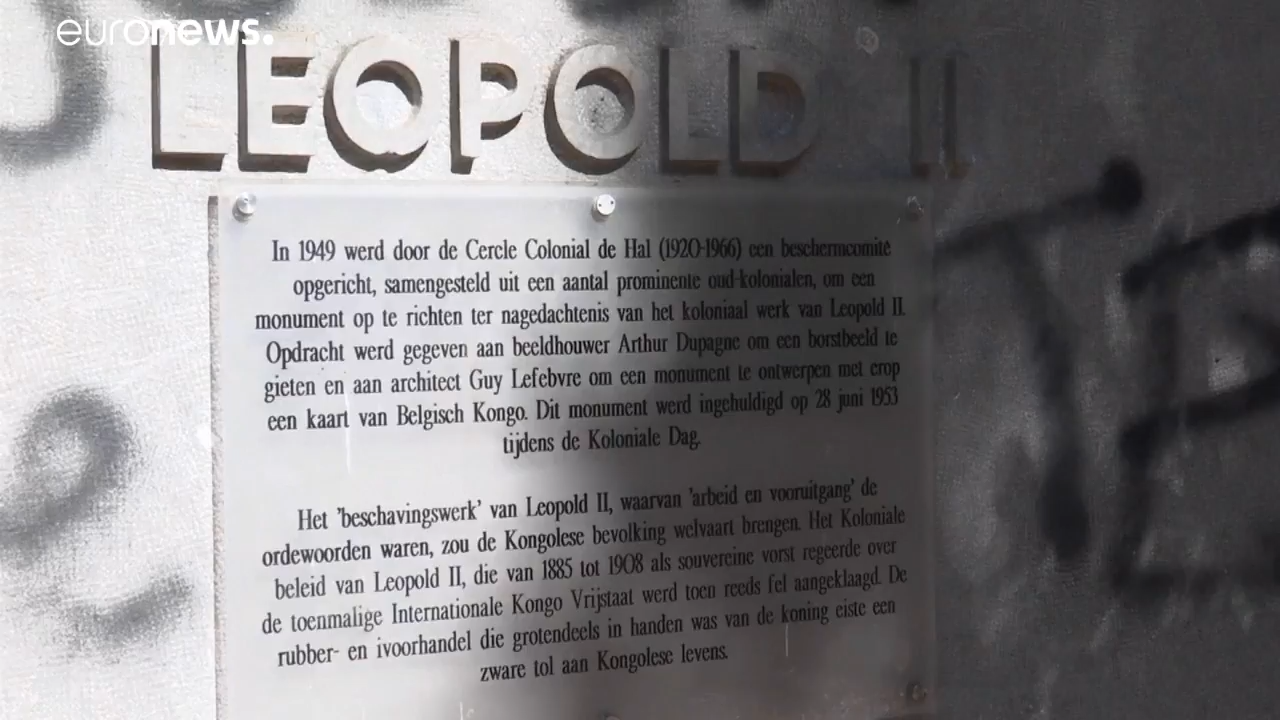 euronews.
LEOPOLD II
In 1949 werd door de Cercle Colonial de Hal (1920-1966) een beschermcomité
opgericht, samengesteld uit een aantal prominente oud-kolonialen, om een
monument op te richten ter nagedachtenis van het koloniaal werk van Leopold II.
Opdracht werd gegeven aan beeldhouwer Arthur Dupagne om een borstbeeld te
gieten en aan architect Guy Lefebvre om een monument te ontwerpen met erop
een kaart van Belgisch Kongo. Dit monument werd ingehuldigd op 28 juni 1953
tijdens de Koloniale Dag.
Het 'beschavingswerk' van Leopold II, waarvan 'arbeid en vooruitgang' de
ordewoorden waren, zou de Kongolese bevolking welvaart brengen. Het Koloniale
beleid van Leopold II, die van 1885 tot 1908 als souvereine vorst regeerde over
de toenmalige Internationale Kongo Vrijstaat werd toen reeds fel aangeklaagd. De
rubber- en ivoorhandel die grotendeels in handen was van de koning eiste een
zware tol aan Kongolese levens.